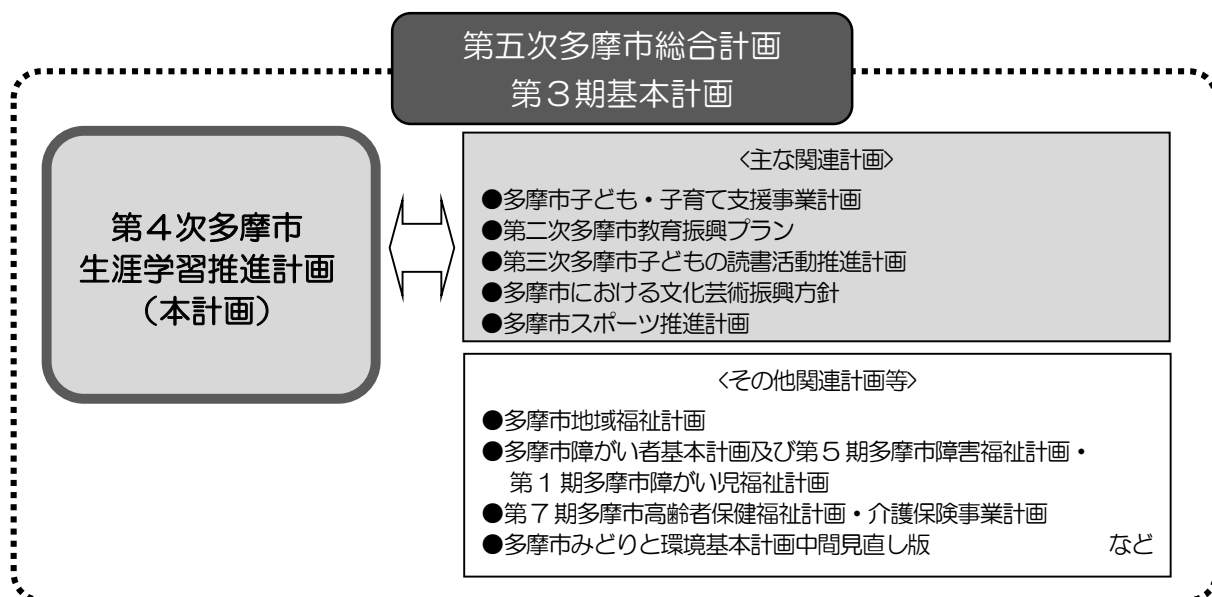 第五次多摩市総合計画
第３期基本計画
第４次多摩市
生涯学習推進計画
（本計画）
<主な関連計画>
●多摩市子ども・子育て支援事業計画
●第二次多摩市教育振興プラン
●第三次多摩市子どもの読書活動推進計画
●多摩市における文化芸術振興方針
●多摩市スポーツ推進計画
<その他関連計画等>
●多摩市地域福祉計画
●多摩市障がい者基本計画及び第５期多摩市障害福祉計画・
第１期多摩市障がい児福祉計画
●第７期多摩市高齢者保健福祉計画・介護保険事業計画
●多摩市みどりと環境基本計画中間見直し版 など